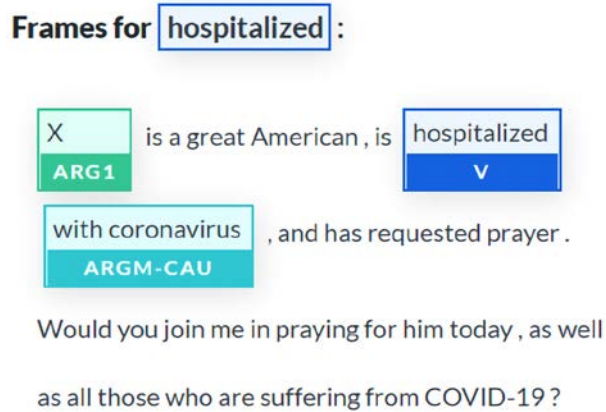 Frames for hospitalized :
X is a great American , is hospitalized
ARG1 V
with coronavirus , and has requested prayer .
ARGM-CAU
Would you join me in praying for him today , as well
as all those who are suffering from COVID-19 ?